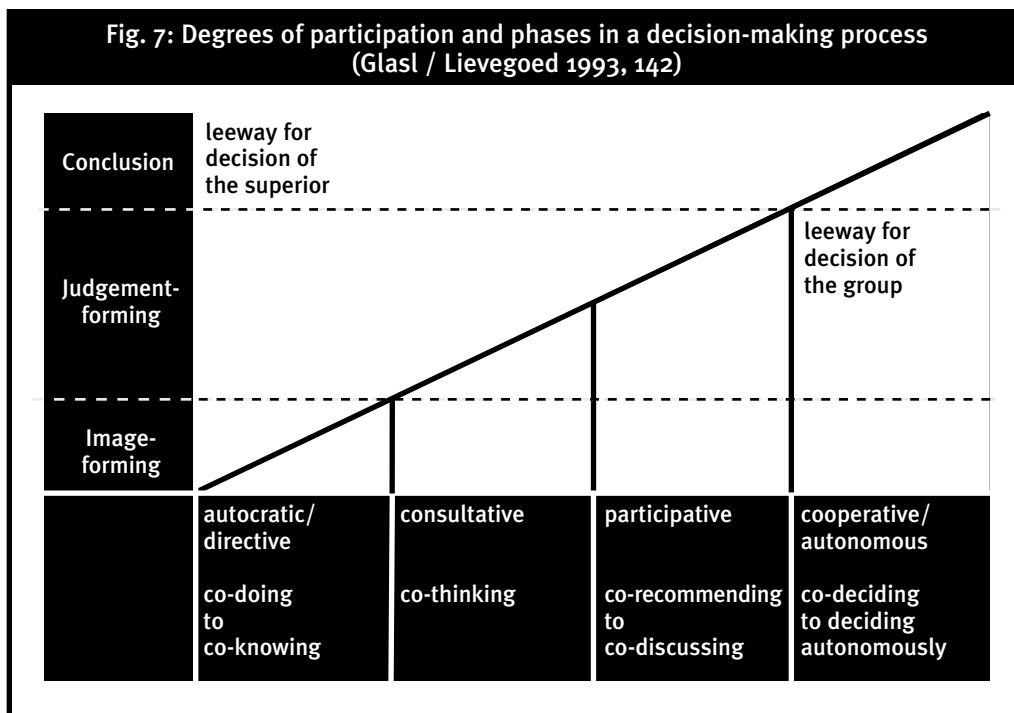 Fig. 7: Degrees of participation and phases in a decision-making process
(Glasl / Lievegoed 1993, 142)
Conclusion
leeway for
decision of
the superior
Judgement-
forming
leeway for
decision of
the group
Image-
forming
autocratic/
directive
co-doing
to
co-knowing
consultative
co-thinking
participative
co-recommending
to
co-discussing
cooperative/
autonomous
co-deciding
to deciding
autonomously